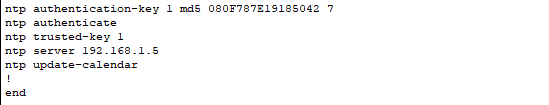 ntp authentication-key 1 md5 080F787E19185042 7
ntp authenticate
ntp trusted-key 1
ntp server 192.168.1.5
ntp update-calendar
!
end